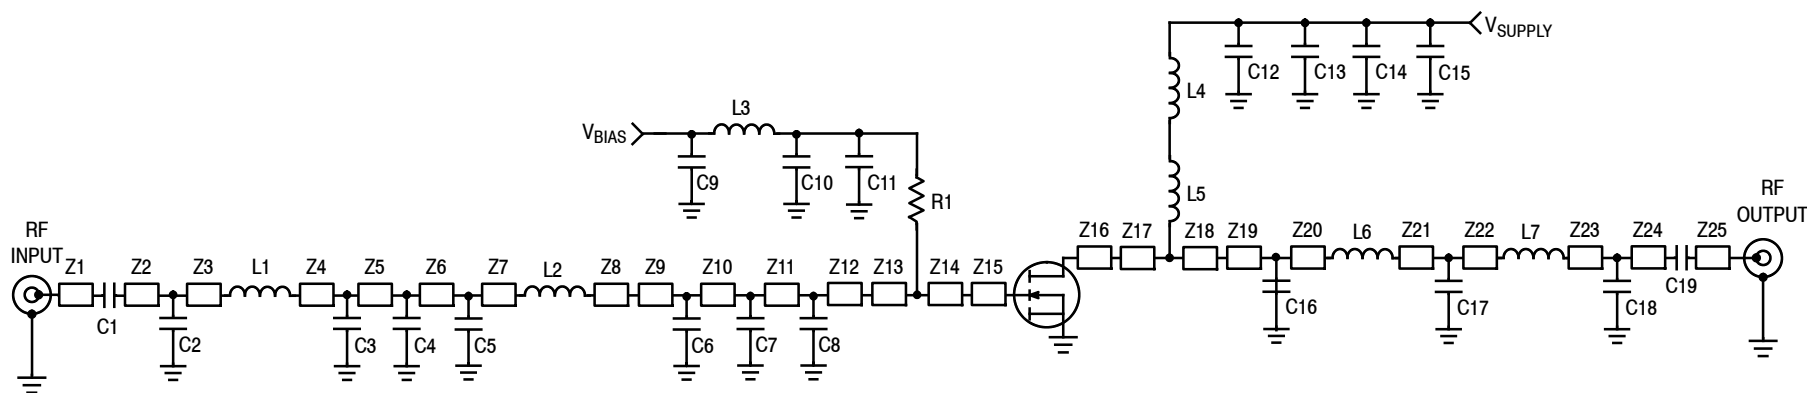 V_SUPPLY
C12 C13 C14 C15
L4
L3
V_BIAS
C9 C10 C11
L5
R1
RF
INPUT
RF
OUTPUT
Z16 Z17 Z18 Z19 Z20 L6 Z21 Z22 L7 Z23 Z24 Z25
Z1 Z2 Z3 L1 Z4 Z5 Z6 Z7 L2 Z8 Z9 Z10 Z11 Z12 Z13 Z14 Z15
C16 C17 C18 C19
C1 C2 C3 C4 C5 C6 C7 C8